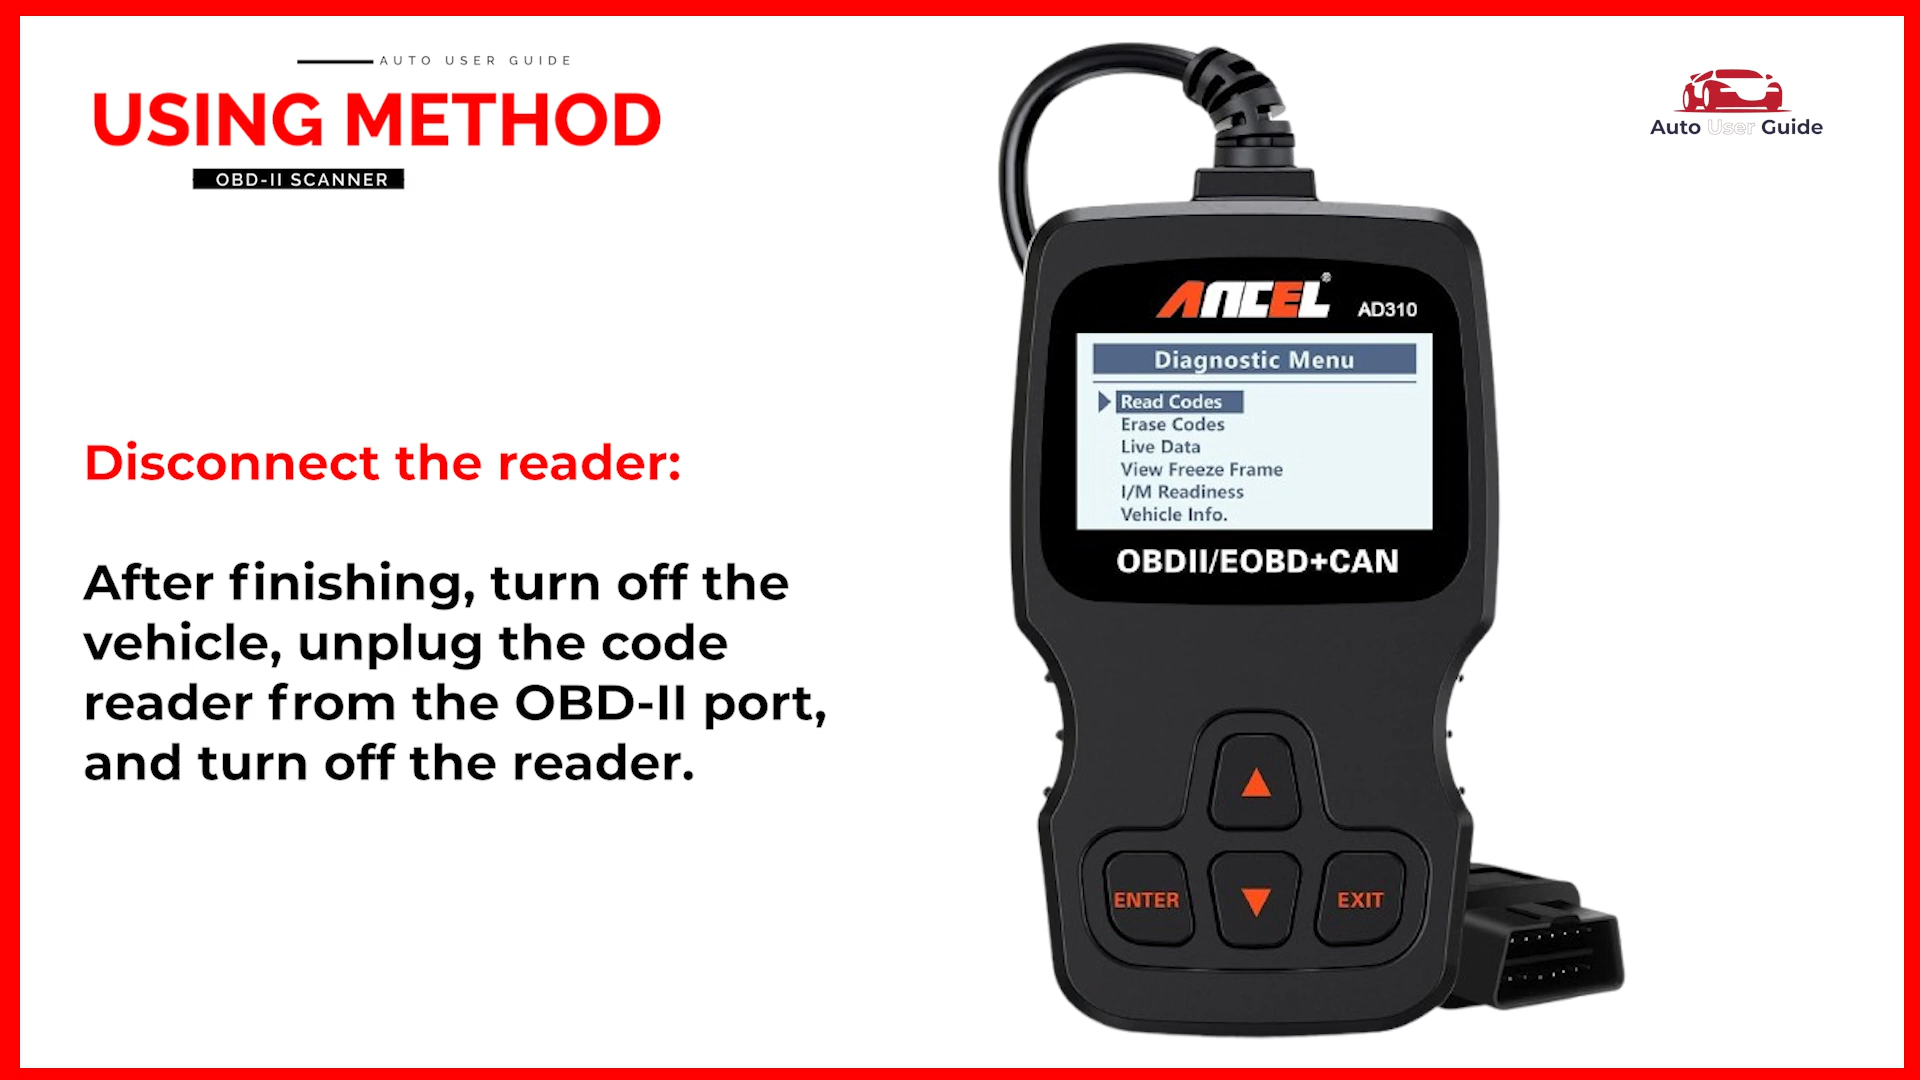 AUTO USER GUIDE
USING METHOD
OBD-II SCANNER
Auto User Guide
Disconnect the reader:
After finishing, turn off the
vehicle, unplug the code
reader from the OBD-II port,
and turn off the reader.
ANCEL®
AD310
Diagnostic Menu
Read Codes
Erase Codes
Live Data
View Freeze Frame
I/M Readiness
Vehicle Info.
OBDII/EOBD+CAN
ENTER
EXIT